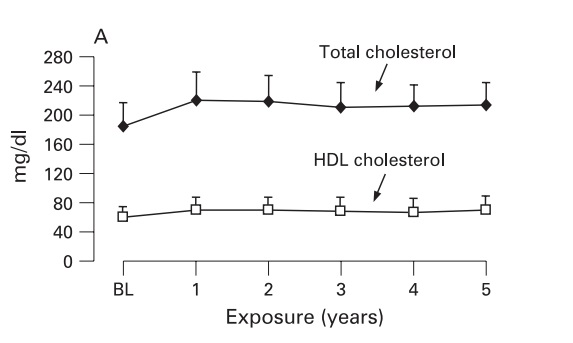 A
Total cholesterol
280
240
200
160
120
80
40
0
mg/dl
HDL cholesterol
BL 1 2 3 4 5
Exposure (years)